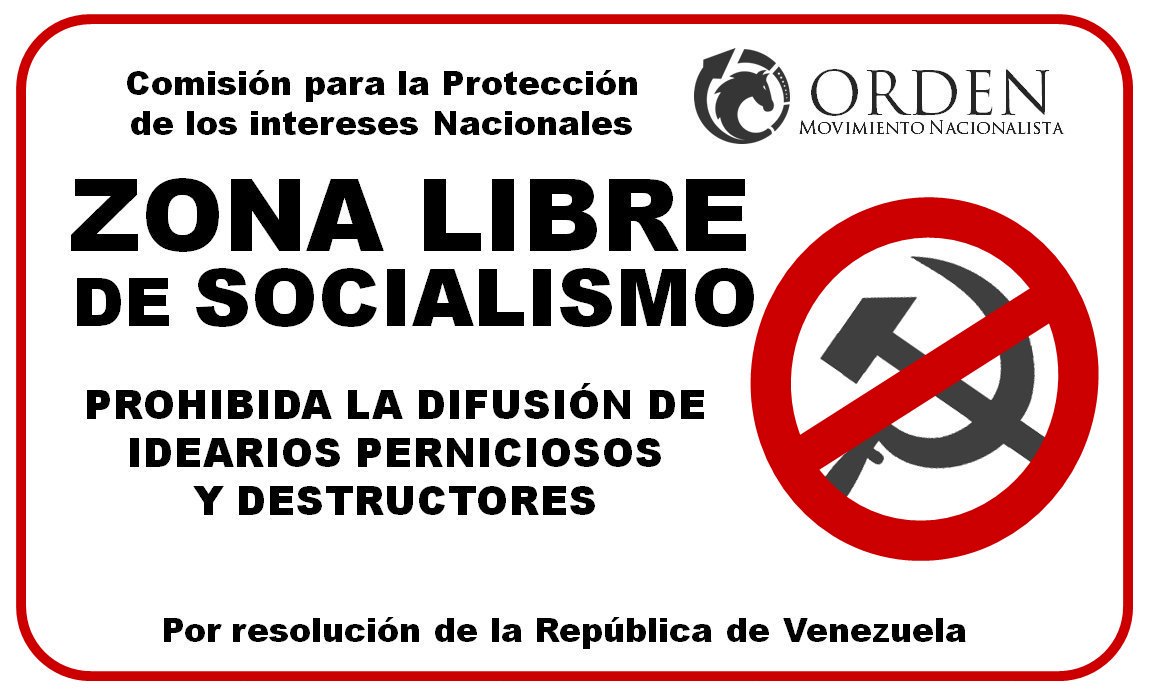 Comisión para la Protección
de los intereses Nacionales
ORDEN
MOVIMIENTO NACIONALISTA
ZONA LIBRE
DE SOCIALISMO
PROHIBIDA LA DIFUSIÓN DE
IDEARIOS PERNICIOSOS
Y DESTRUCTORES
Por resolución de la República de Venezuela